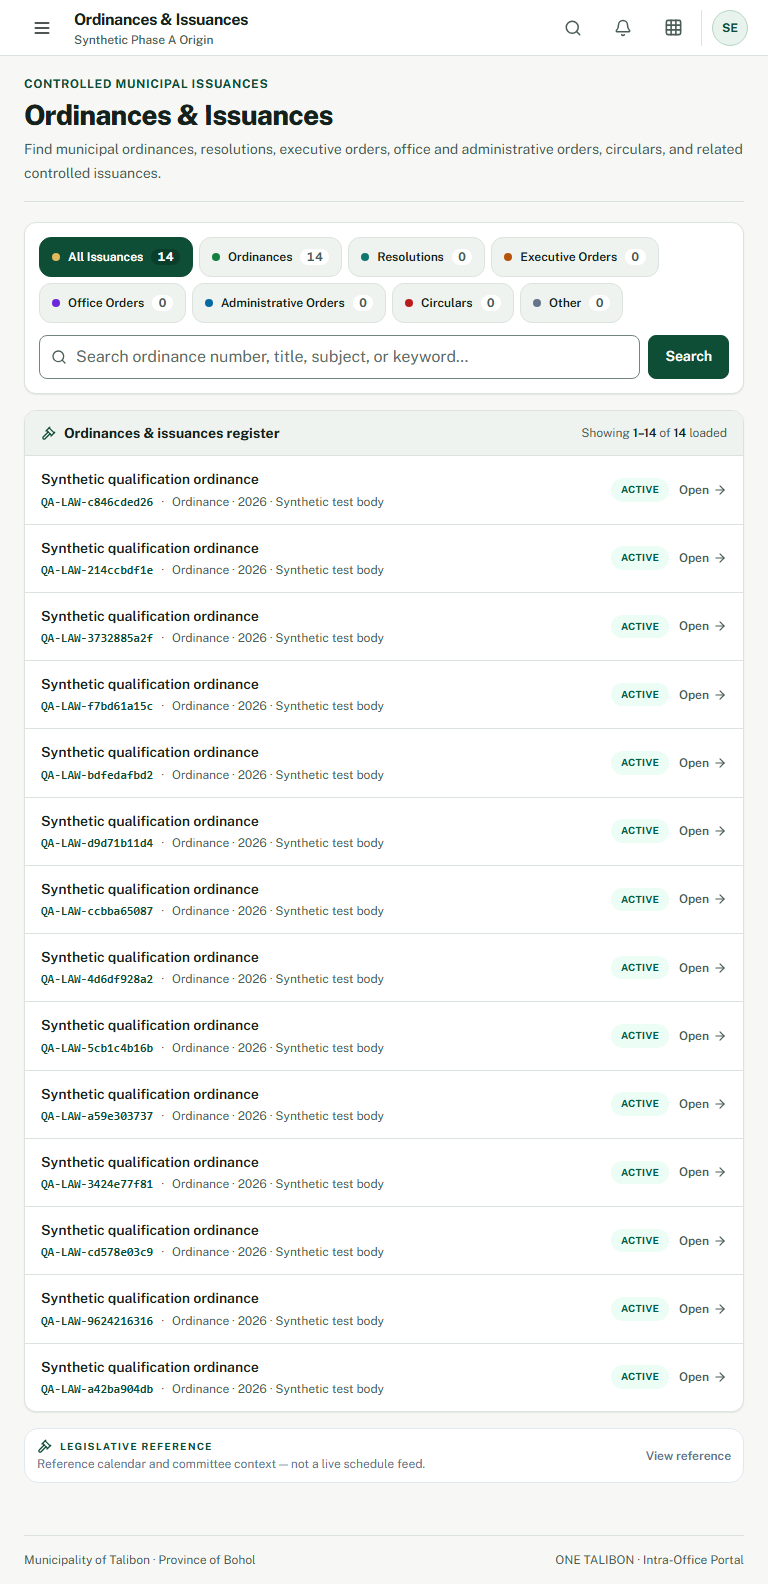 Ordinances & Issuances
Synthetic Phase A Origin
SE
CONTROLLED MUNICIPAL ISSUANCES
Ordinances & Issuances
Find municipal ordinances, resolutions, executive orders, office and administrative orders, circulars, and related
controlled issuances.
All Issuances 14 Ordinances 14 Resolutions 0 Executive Orders 0
Office Orders 0 Administrative Orders 0 Circulars 0 Other 0
Search ordinance number, title, subject, or keyword... Search
Ordinances & issuances register Showing 1–14 of 14 loaded
Synthetic qualification ordinance
QA-LAW-c846cded26 · Ordinance · 2026 · Synthetic test body ACTIVE Open →
Synthetic qualification ordinance
QA-LAW-214ccbdf1e · Ordinance · 2026 · Synthetic test body ACTIVE Open →
Synthetic qualification ordinance
QA-LAW-3732885a2f · Ordinance · 2026 · Synthetic test body ACTIVE Open →
Synthetic qualification ordinance
QA-LAW-f7bd61a15c · Ordinance · 2026 · Synthetic test body ACTIVE Open →
Synthetic qualification ordinance
QA-LAW-bdfedafbd2 · Ordinance · 2026 · Synthetic test body ACTIVE Open →
Synthetic qualification ordinance
QA-LAW-d9d71b11d4 · Ordinance · 2026 · Synthetic test body ACTIVE Open →
Synthetic qualification ordinance
QA-LAW-ccbba65087 · Ordinance · 2026 · Synthetic test body ACTIVE Open →
Synthetic qualification ordinance
QA-LAW-4d6df928a2 · Ordinance · 2026 · Synthetic test body ACTIVE Open →
Synthetic qualification ordinance
QA-LAW-5cb1c4b16b · Ordinance · 2026 · Synthetic test body ACTIVE Open →
Synthetic qualification ordinance
QA-LAW-a59e303737 · Ordinance · 2026 · Synthetic test body ACTIVE Open →
Synthetic qualification ordinance
QA-LAW-3424e77f81 · Ordinance · 2026 · Synthetic test body ACTIVE Open →
Synthetic qualification ordinance
QA-LAW-cd578e03c9 · Ordinance · 2026 · Synthetic test body ACTIVE Open →
Synthetic qualification ordinance
QA-LAW-9624216316 · Ordinance · 2026 · Synthetic test body ACTIVE Open →
Synthetic qualification ordinance
QA-LAW-a42ba904db · Ordinance · 2026 · Synthetic test body ACTIVE Open →
LEGISLATIVE REFERENCE
Reference calendar and committee context — not a live schedule feed. View reference
Municipality of Talibon · Province of Bohol ONE TALIBON · Intra-Office Portal